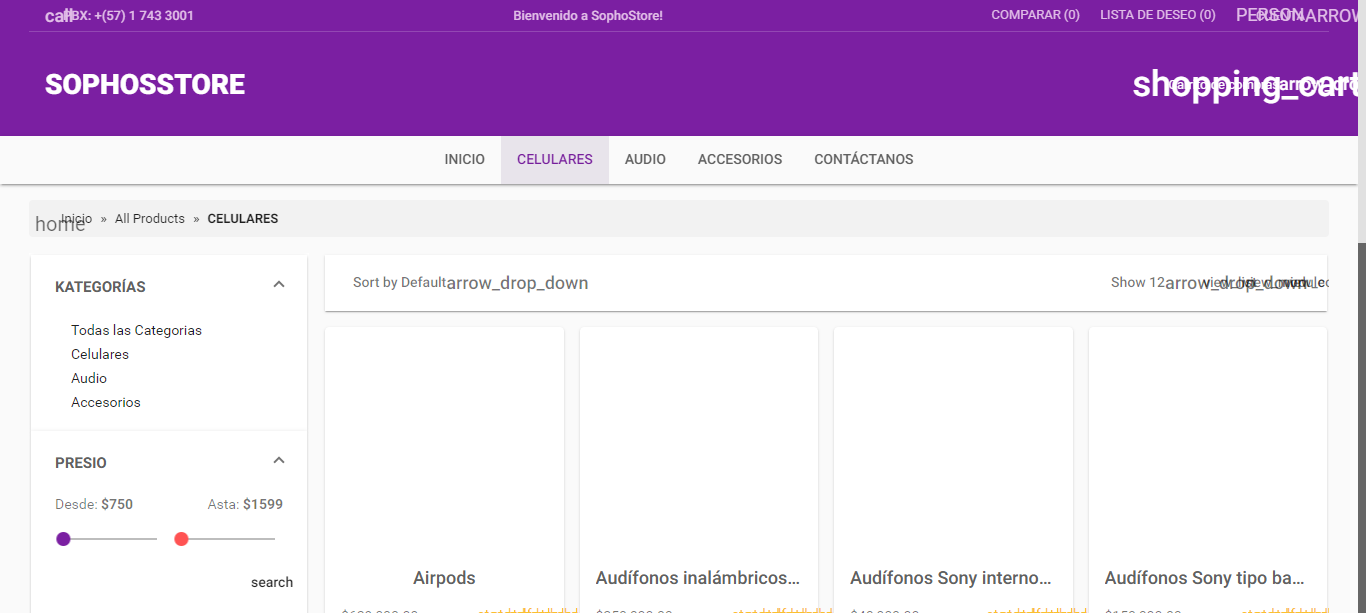 call PBX: +(57) 1 743 3001
Bienvenido a SophoStore!
COMPARAR (0) LISTA DE DESEO (0) PERSON
SOPHOSSTORE
shopping_cart
INICIO CELULARES AUDIO ACCESORIOS CONTÁCTANOS
home Inicio » All Products » CELULARES
KATEGORÍAS
Todas las Categorias
Celulares
Audio
Accesorios
PRESIO
Desde: $750 Asta: $1599
search
Sort by Default arrow_drop_down
Show 12 arrow_drop_down
Airpods
Audífonos inalámbricos...
Audífonos Sony interno...
Audífonos Sony tipo ba...